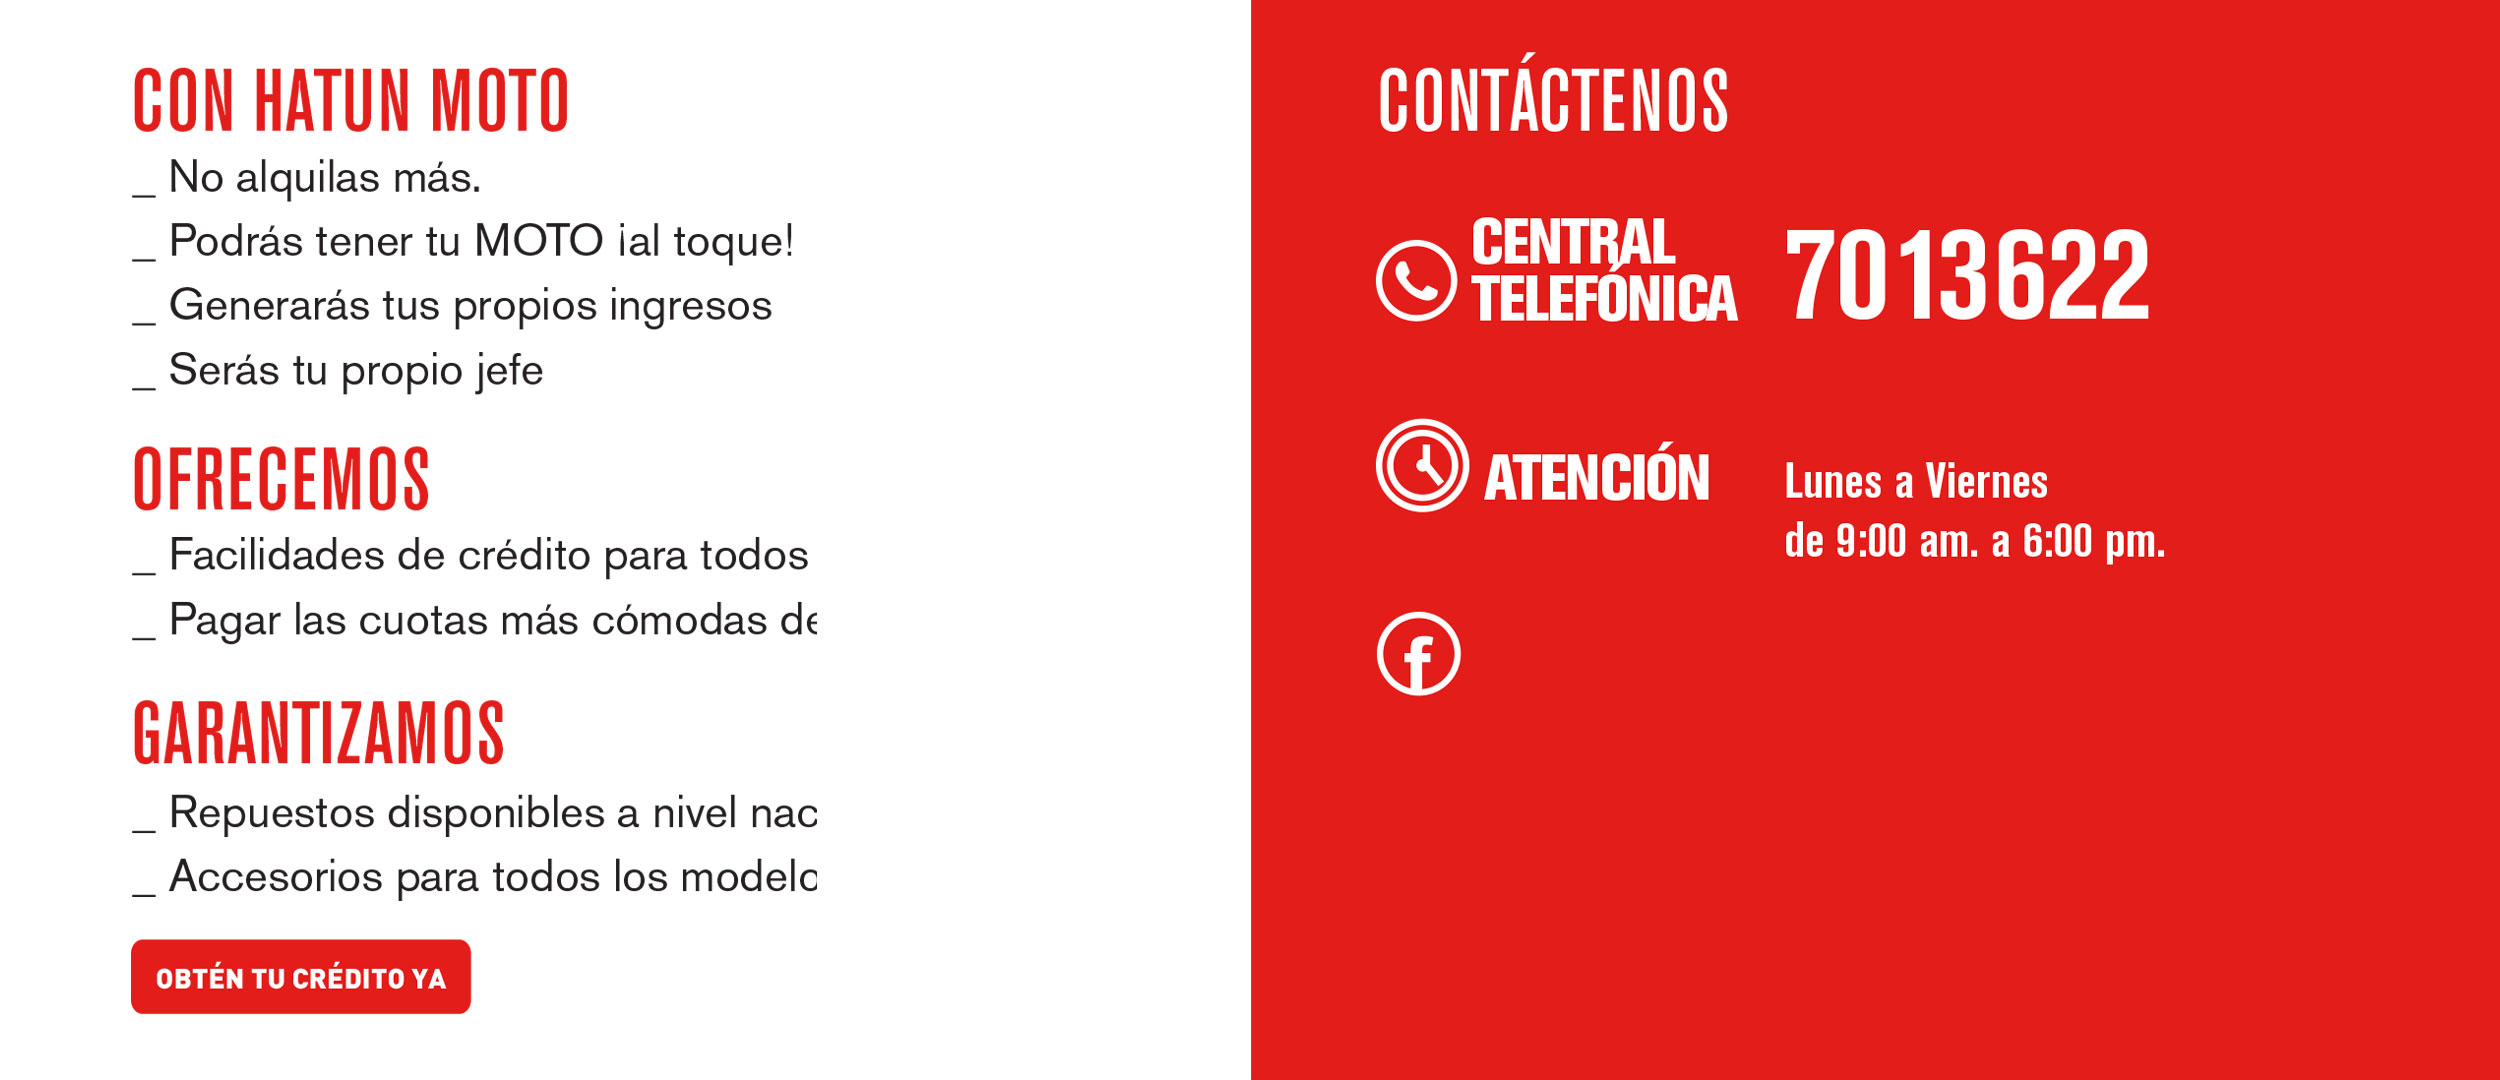 CON HATUN MOTO
_ No alquilas más.
_ Podrás tener tu MOTO ¡al toque!
_ Generarás tus propios ingresos
_ Serás tu propio jefe
OFRECEMOS
_ Facilidades de crédito para todos
_ Pagar las cuotas más cómodas de
GARANTIZAMOS
_ Repuestos disponibles a nivel nac
_ Accesorios para todos los modelo
OBTÉN TU CRÉDITO YA
CONTÁCTENOS
CENTRAL
TELEFÓNICA
7013622
ATENCIÓN
Lunes a Viernes
de 9:00 am. a 6:00 pm.